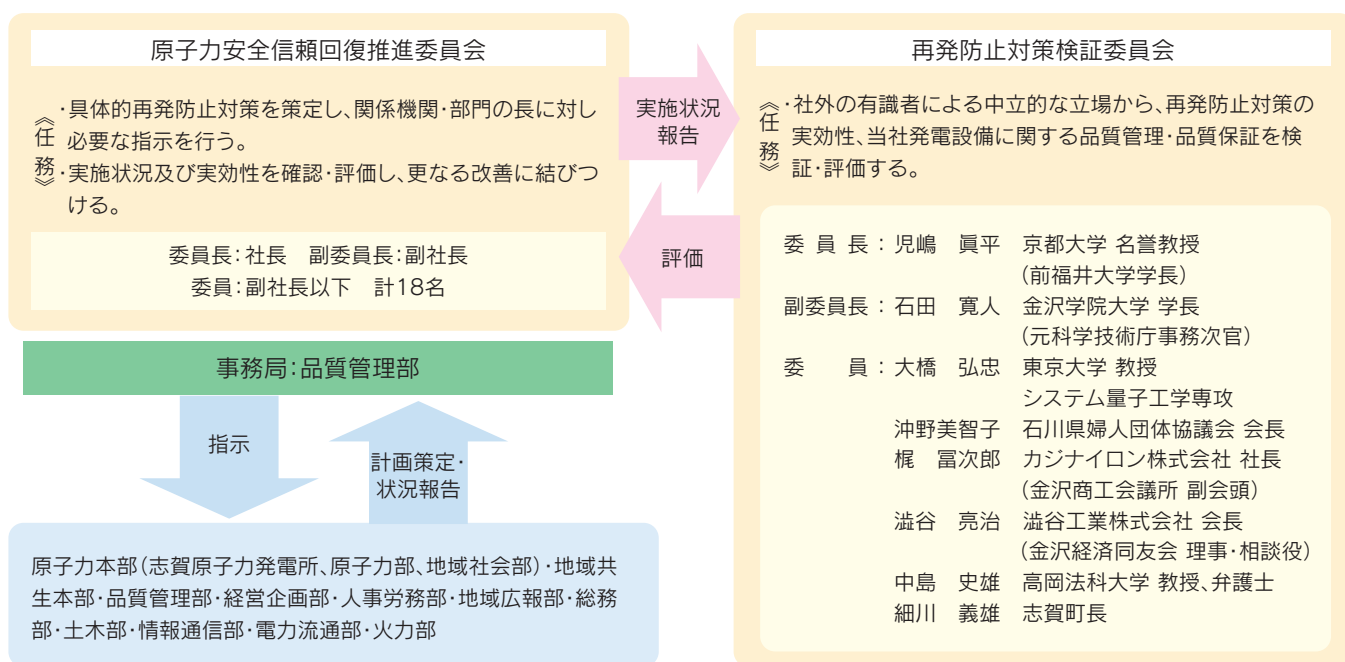 原子力安全信頼回復推進委員会
《任務》
・具体的再発防止対策を策定し、関係機関・部門の長に対し
必要な指示を行う。
・実施状況及び実効性を確認・評価し、更なる改善に結びつ
ける。
委員長：社長　副委員長：副社長
委員：副社長以下　計18名
実施状況
報告
評価
再発防止対策検証委員会
《任務》
・社外の有識者による中立的な立場から、再発防止対策の
実効性、当社発電設備に関する品質管理・品質保証を検
証・評価する。
委員長：児嶋　眞平　京都大学 名誉教授
(前福井大学学長)
副委員長：石田　寛人　金沢学院大学 学長
(元科学技術庁事務次官)
委　員：大橋　弘忠　東京大学 教授
システム量子工学専攻
沖野美智子　石川県婦人団体協議会 会長
梶　冨次郎　カジナイロン株式会社 社長
(金沢商工会議所 副会頭)
澁谷　亮治　澁谷工業株式会社 会長
(金沢経済同友会 理事・相談役)
中島　史雄　高岡法科大学 教授、弁護士
細川　義雄　志賀町長
事務局：品質管理部
指示
計画策定・
状況報告
原子力本部(志賀原子力発電所、原子力部、地域社会部)・地域共
生本部・品質管理部・経営企画部・人事労務部・地域広報部・総務
部・土木部・情報通信部・電力流通部・火力部